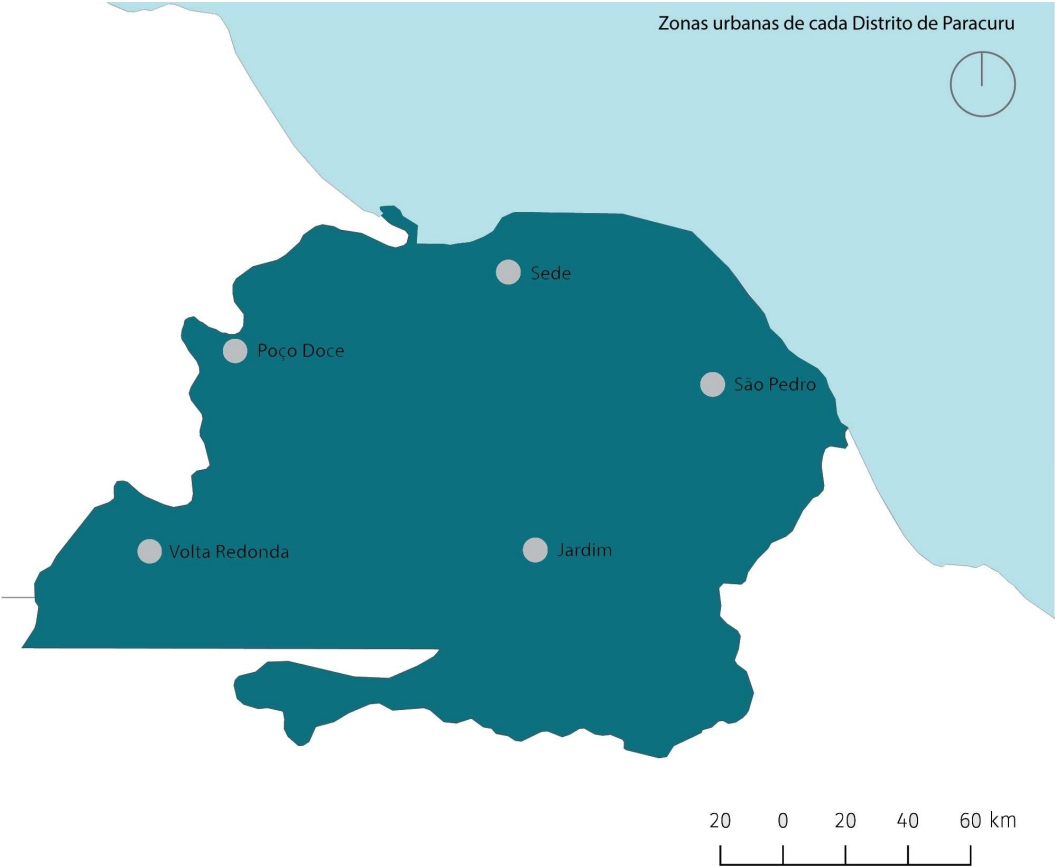 Zonas urbanas de cada Distrito de Paracuru
Sede
Poço Doce
São Pedro
Volta Redonda
Jardim
20 0 20 40 60 km